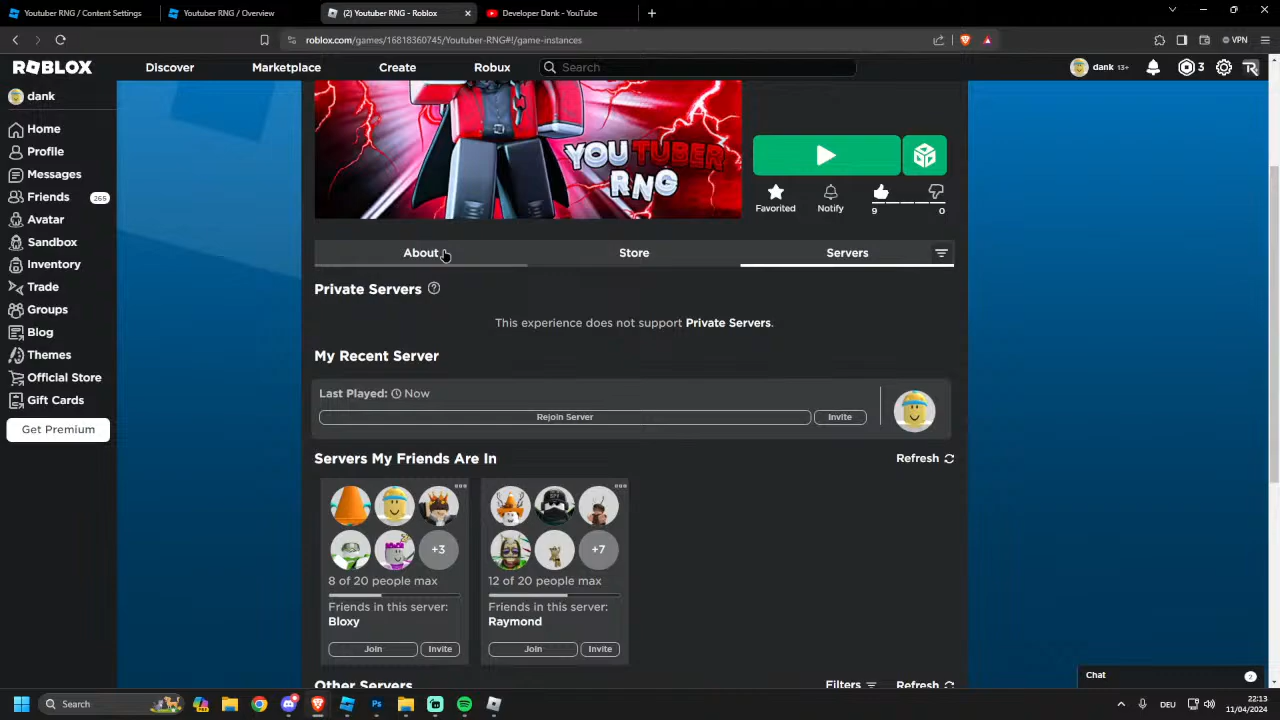 Youtuber RNG / Content Settings
Youtuber RNG / Overview
(2) Youtuber RNG - Roblox
Developer Dank - YouTube
roblox.com/games/16818360745/Youtuber-RNG#!/game-instances
VPN
ROBLOX
Discover
Marketplace
Create
Robux
Search
dank 13+
3
dank
Home
Profile
Messages
Friends
265
Avatar
Sandbox
Inventory
Trade
Groups
Blog
Themes
Official Store
Gift Cards
Get Premium
YOUTUBER
RNG
Favorited
Notify
9
0
About
Store
Servers
Private Servers
This experience does not support Private Servers.
My Recent Server
Last Played: Now
Rejoin Server
Invite
Servers My Friends Are In
Refresh
+3
8 of 20 people max
Friends in this server:
Bloxy
Join
Invite
+7
12 of 20 people max
Friends in this server:
Raymond
Join
Invite
Other Servers
Filters
Refresh
Chat
2
Search
DEU
22:13
11/04/2024